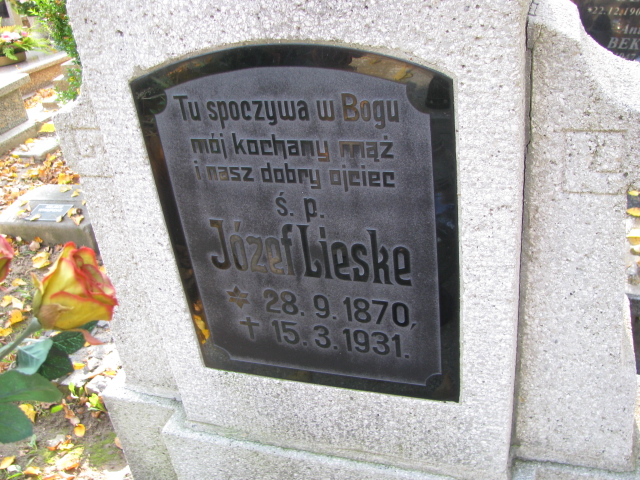 Tu spoczywa w Bogu
mój kochany mąż
i nasz dobry ojciec
ś. p.
Józef Lieske
28. 9. 1870,
15. 3. 1931.